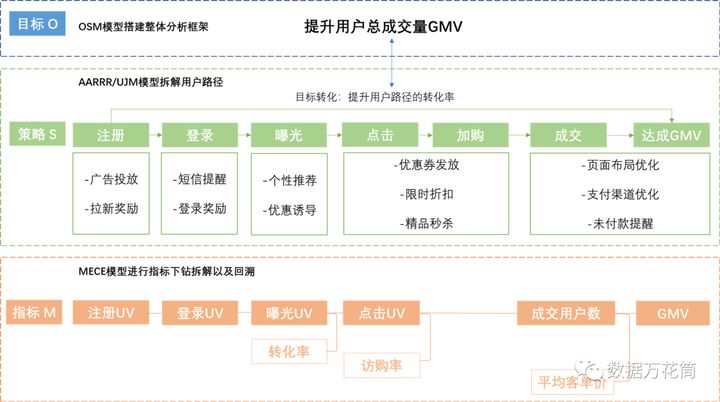 目标 O
OSM模型搭建整体分析框架
提升用户总成交量GMV
AARRR/UJM模型拆解用户路径
目标转化：提升用户路径的转化率
策略 S
注册
登录
曝光
点击
加购
成交
达成GMV
-广告投放
-拉新奖励
-短信提醒
-登录奖励
-个性推荐
-优惠诱导
-优惠券发放
-限时折扣
-精品秒杀
-页面布局优化
-支付渠道优化
-未付款提醒
MECE模型进行指标下钻拆解以及回溯
指标 M
注册UV
登录UV
曝光UV
点击UV
成交用户数
GMV
转化率
访购率
平均客单价
数据万花筒